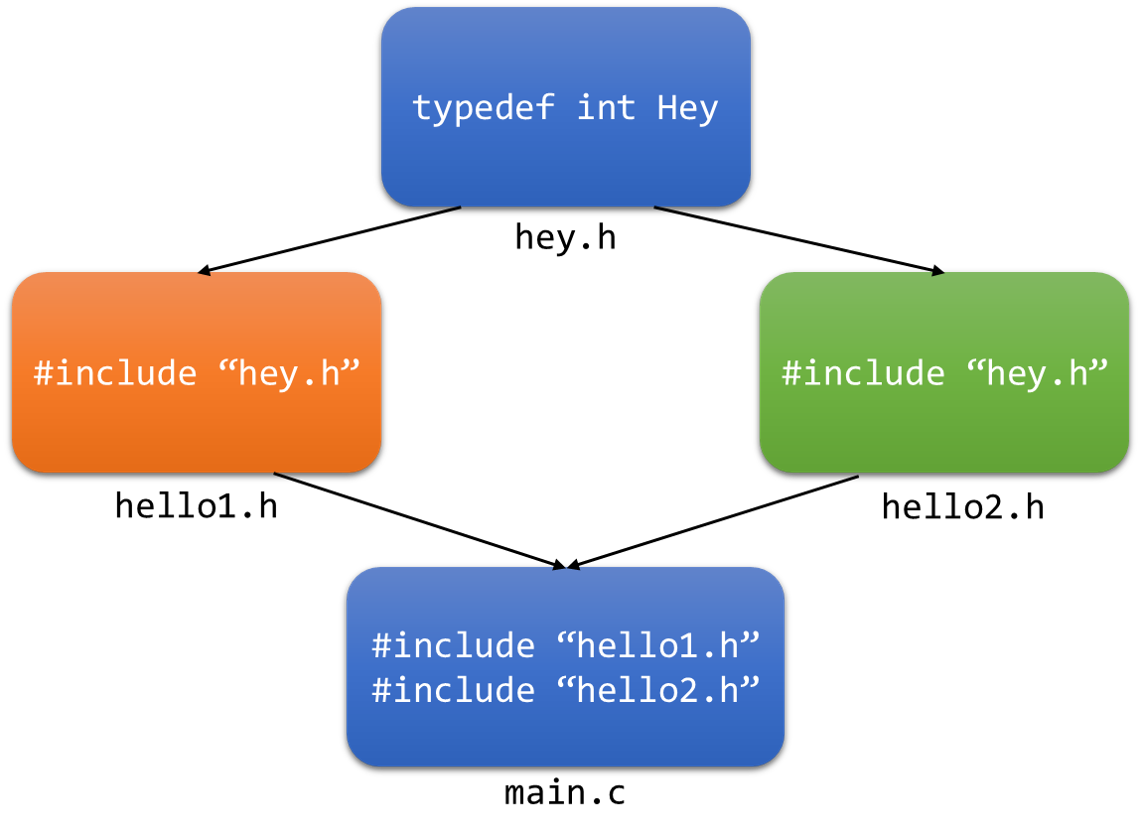 typedef int Hey
hey.h
#include “hey.h”
#include “hey.h”
hello1.h
hello2.h
#include “hello1.h”
#include “hello2.h”
main.c